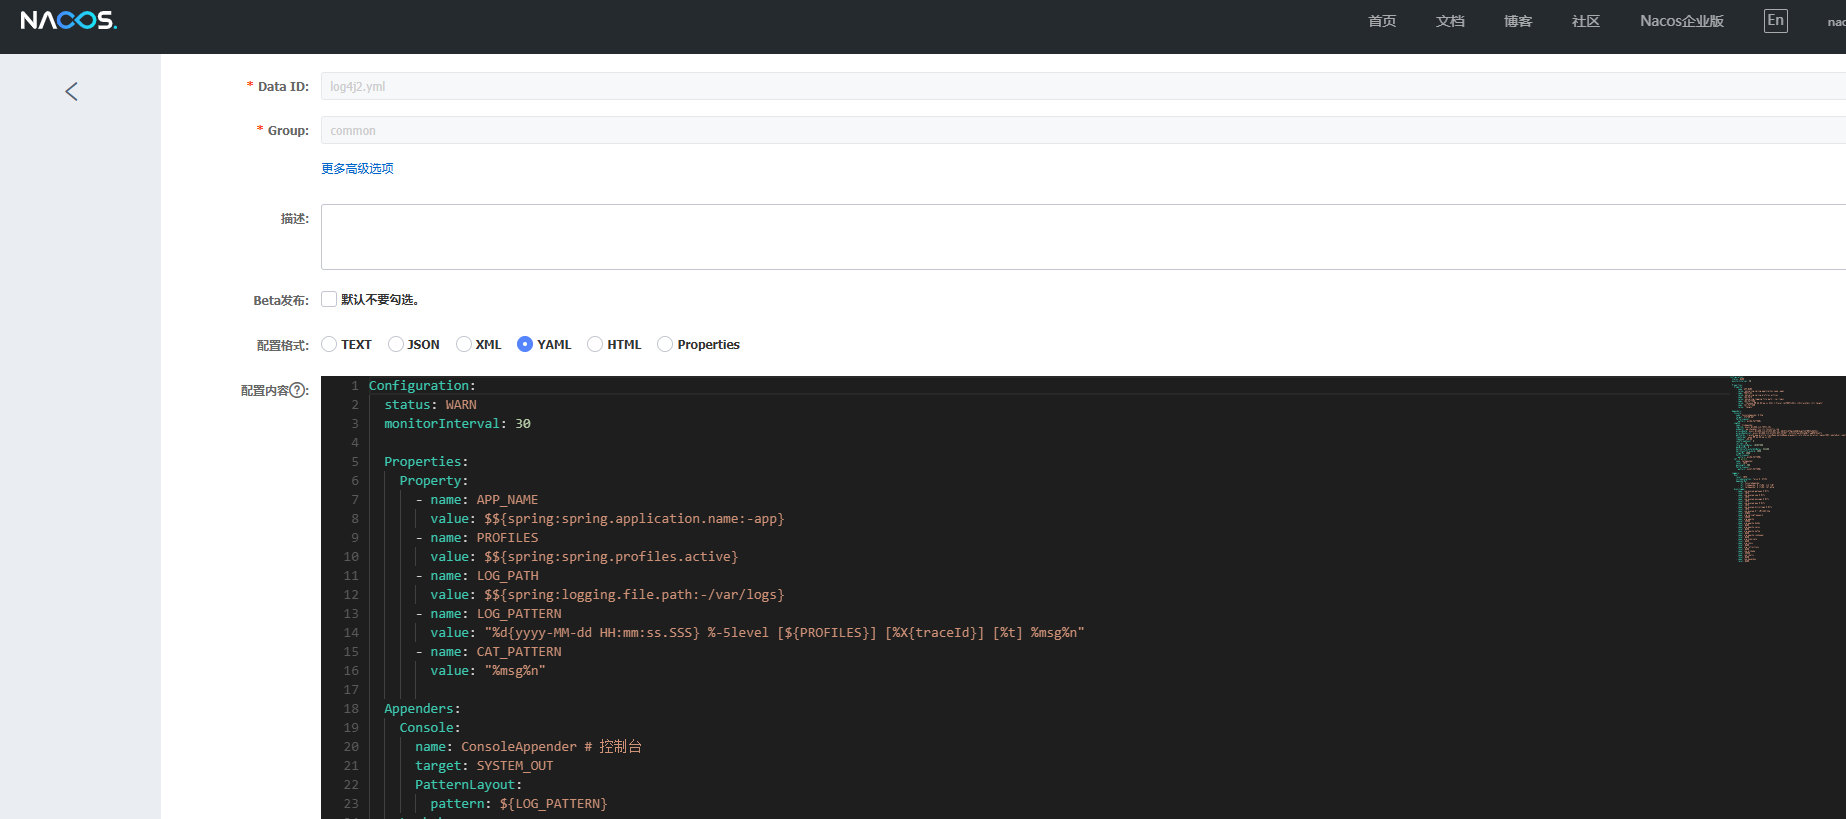 NACOS.
首页 文档 博客 社区 Nacos企业版 En nac
* Data ID: log4j2.yml
* Group: common
更多高级选项
描述:
Beta发布: 默认不要勾选。
配置格式: TEXT JSON XML YAML HTML Properties
配置内容?:
1 Configuration:
2 status: WARN
3 monitorInterval: 30
4
5 Properties:
6 Property:
7 - name: APP_NAME
8 value: $${spring:spring.application.name:-app}
9 - name: PROFILES
10 value: $${spring:spring.profiles.active}
11 - name: LOG_PATH
12 value: $${spring:logging.file.path:-/var/logs}
13 - name: LOG_PATTERN
14 value: "%d{yyyy-MM-dd HH:mm:ss.SSS} %-5level [${PROFILES}] [%X{traceId}] [%t] %msg%n"
15 - name: CAT_PATTERN
16 value: "%msg%n"
17
18 Appenders:
19 Console:
20 name: ConsoleAppender # 控制台
21 target: SYSTEM_OUT
22 PatternLayout:
23 pattern: ${LOG_PATTERN}